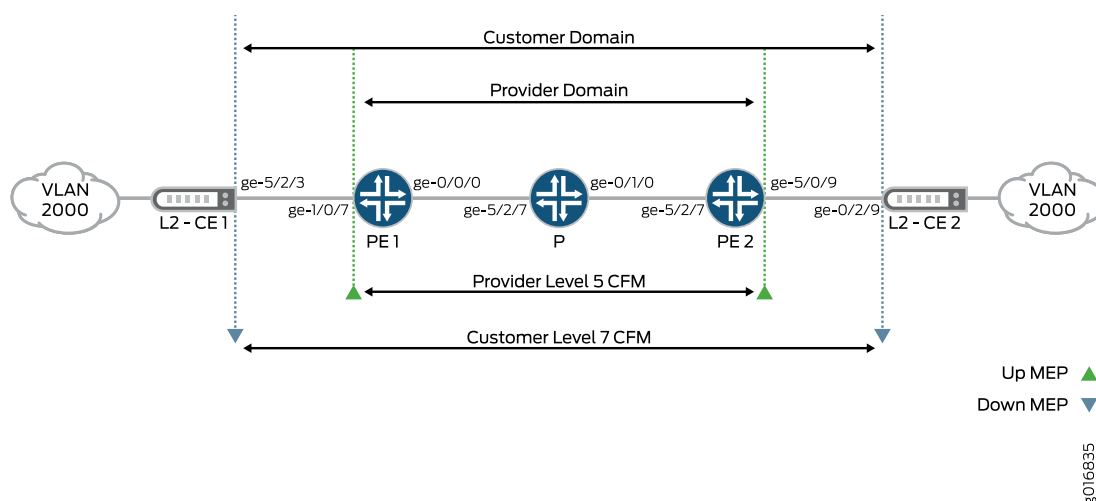 Customer Domain
Provider Domain
VLAN
2000
L2 - CE 1
ge-5/2/3
ge-1/0/7
PE 1
ge-0/0/0
ge-5/2/7
P
ge-0/1/0
ge-5/2/7
PE 2
ge-5/0/9
ge-0/2/9
L2 - CE 2
VLAN
2000
Provider Level 5 CFM
Customer Level 7 CFM
Up MEP
Down MEP
g016835